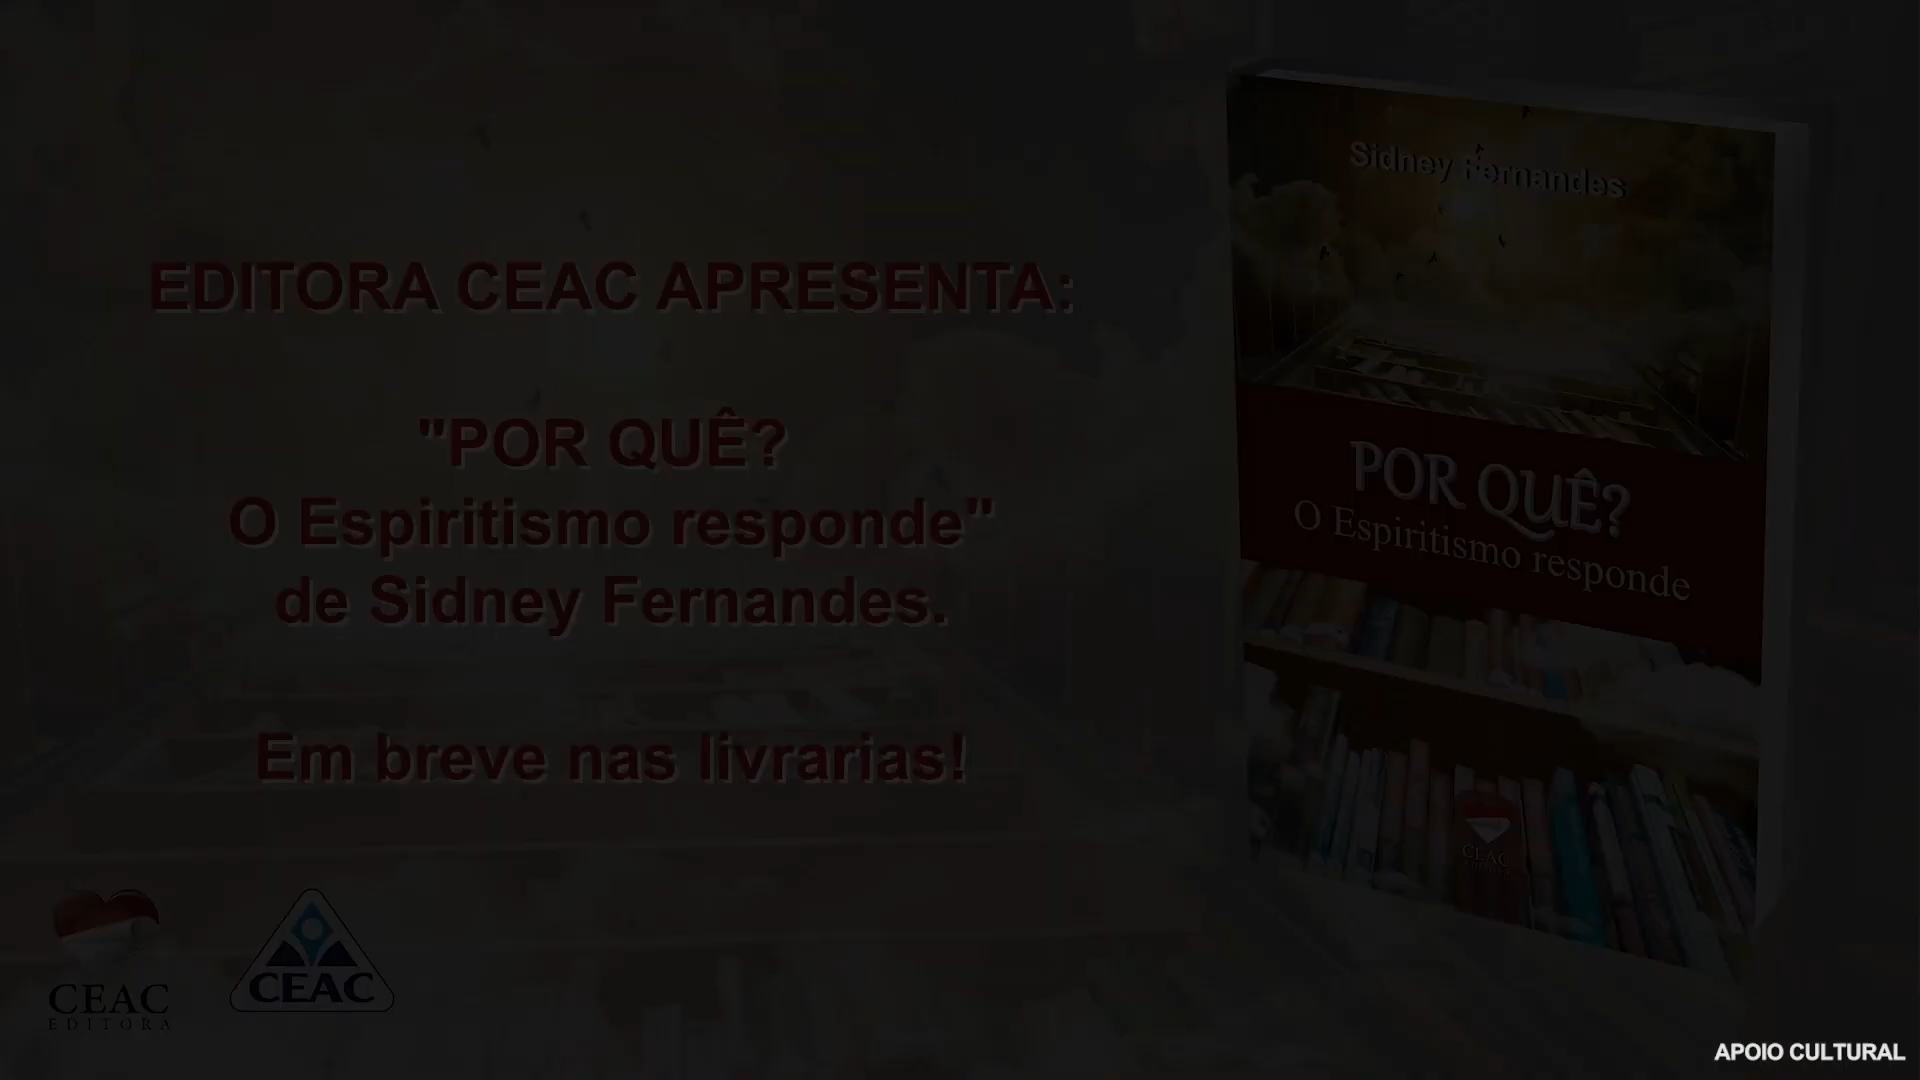 EDITORA CEAC APRESENTA:
"POR QUÊ?
O Espiritismo responde"
de Sidney Fernandes.
Em breve nas livrarias!
Sidney Fernandes
POR QUÊ?
O Espiritismo responde
CEAC
CEAC
EDITORA
CEAC
APOIO CULTURAL